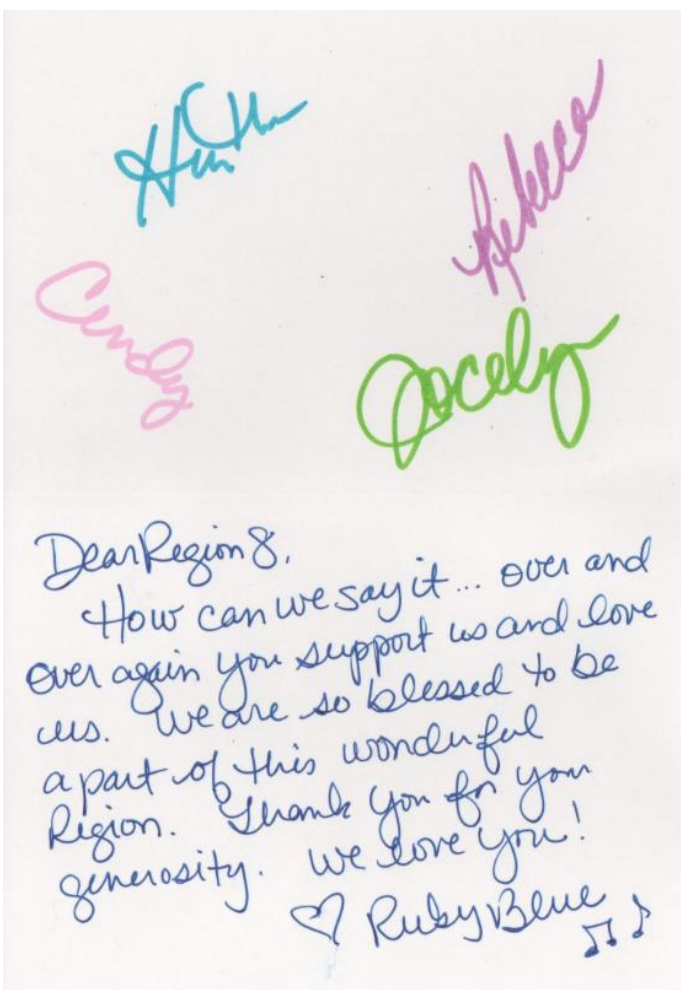 Rebecca
Cindy
Jocelyn
Dear Region 8,
How can we say it... over and
over again you support us and love
us. We are so blessed to be
a part of this wonderful
Region. Thank you for your
generosity. We love you!
♡ Ruby Blue